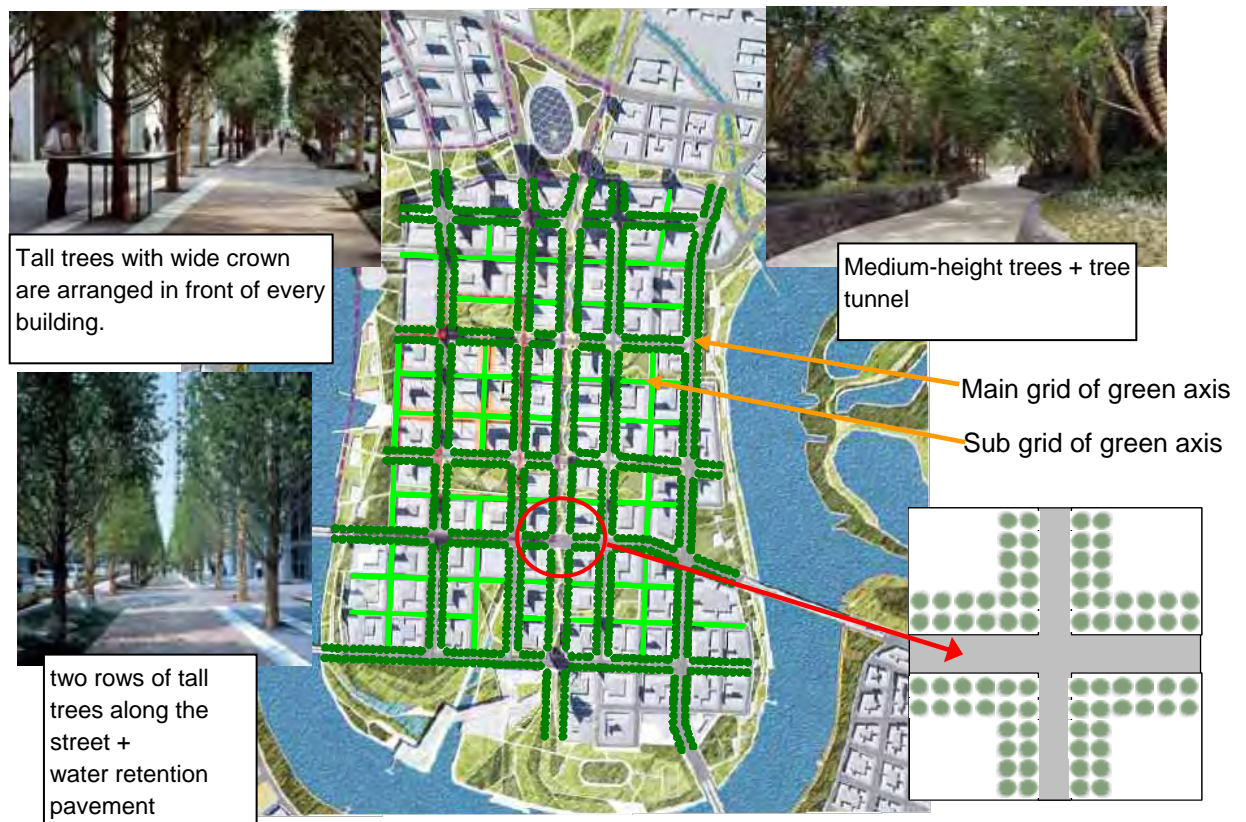 Tall trees with wide crown
are arranged in front of every
building.
Medium-height trees + tree
tunnel
Main grid of green axis
Sub grid of green axis
two rows of tall
trees along the
street +
water retention
pavement